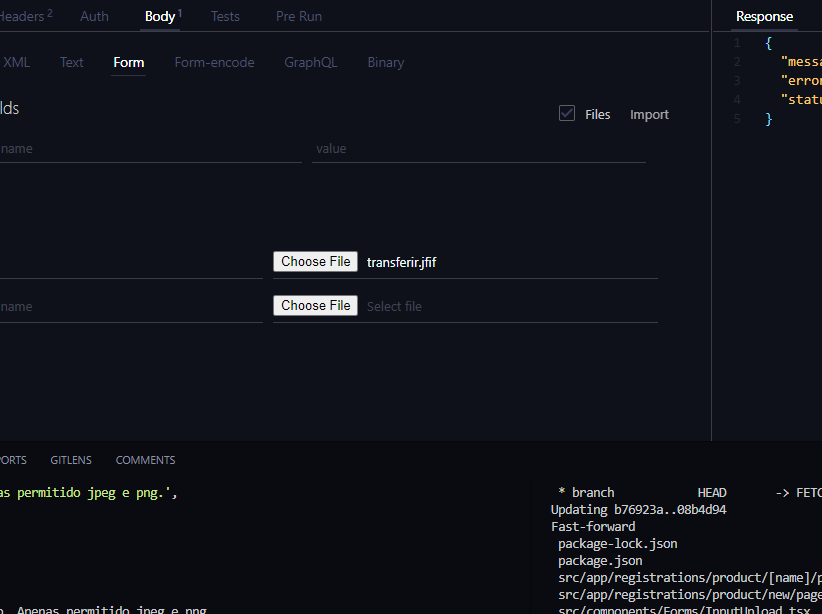 Headers 2 Auth Body 1 Tests Pre Run
Response
XML Text Form Form-encode GraphQL Binary
1 {
2 "messa
3 "error
4 "statu
5 }
lds
Files Import
name value
Choose File transferir.jfif
name Choose File Select file
PORTS GITLENS COMMENTS
as permitido jpeg e png.',
* branch HEAD -> FETC
Updating b76923a..08b4d94
Fast-forward
package-lock.json
package.json
src/app/registrations/product/[name]/p
src/app/registrations/product/new/page
o. Apenas permitido jpeg e png
src/components/Forms/InputUpload.tsx